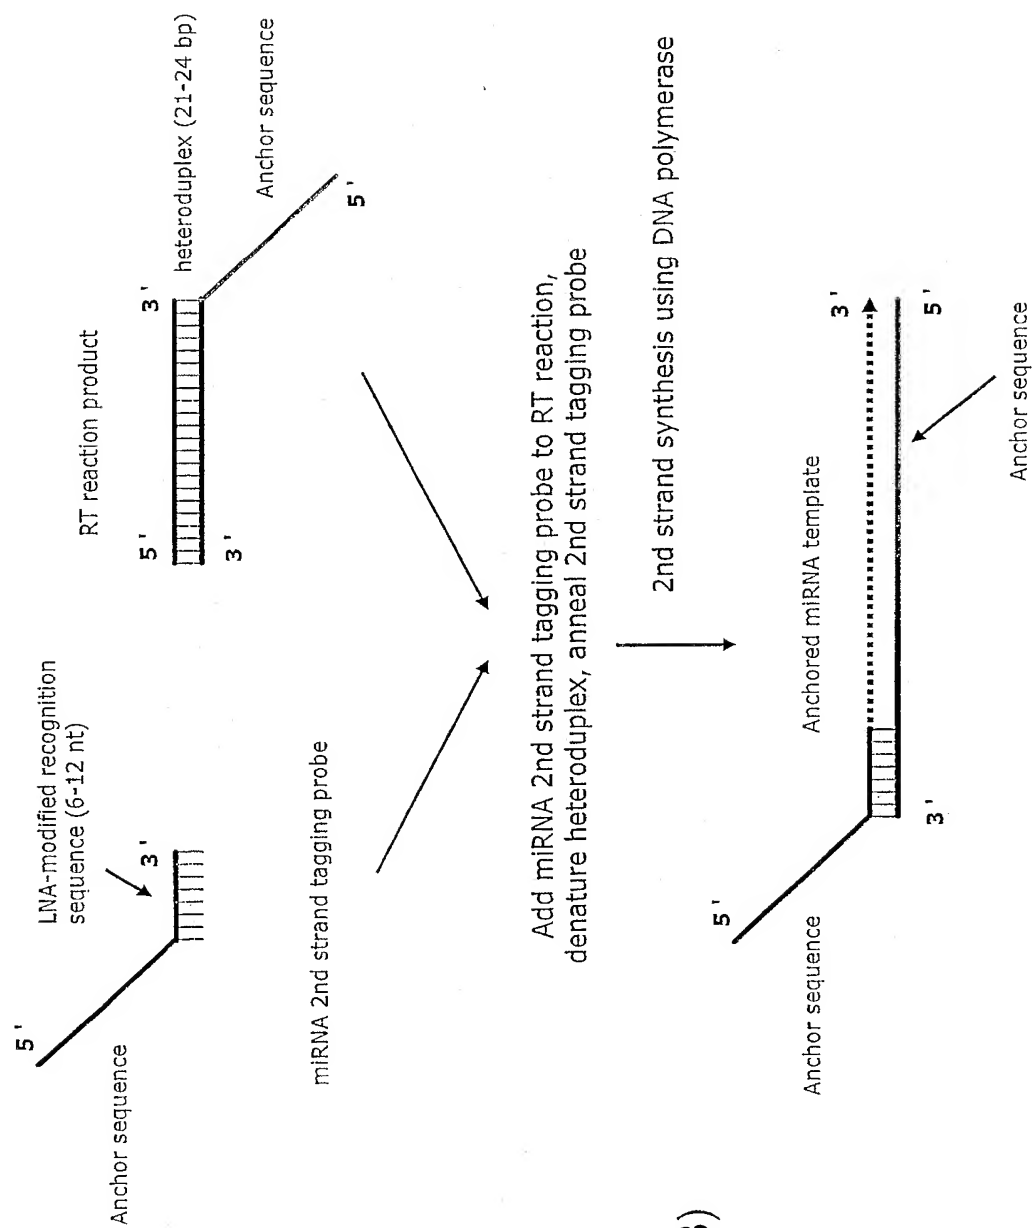 5'
Anchor sequence
LNA-modified recognition
sequence (6-12 nt)
3'
miRNA 2nd strand tagging probe
RT reaction product
5'
3'
3'
heteroduplex (21-24 bp)
Anchor sequence
5'
Add miRNA 2nd strand tagging probe to RT reaction,
denature heteroduplex, anneal 2nd strand tagging probe
2nd strand synthesis using DNA polymerase
5'
Anchor sequence
Anchored miRNA template
3'
3'
5'
Anchor sequence